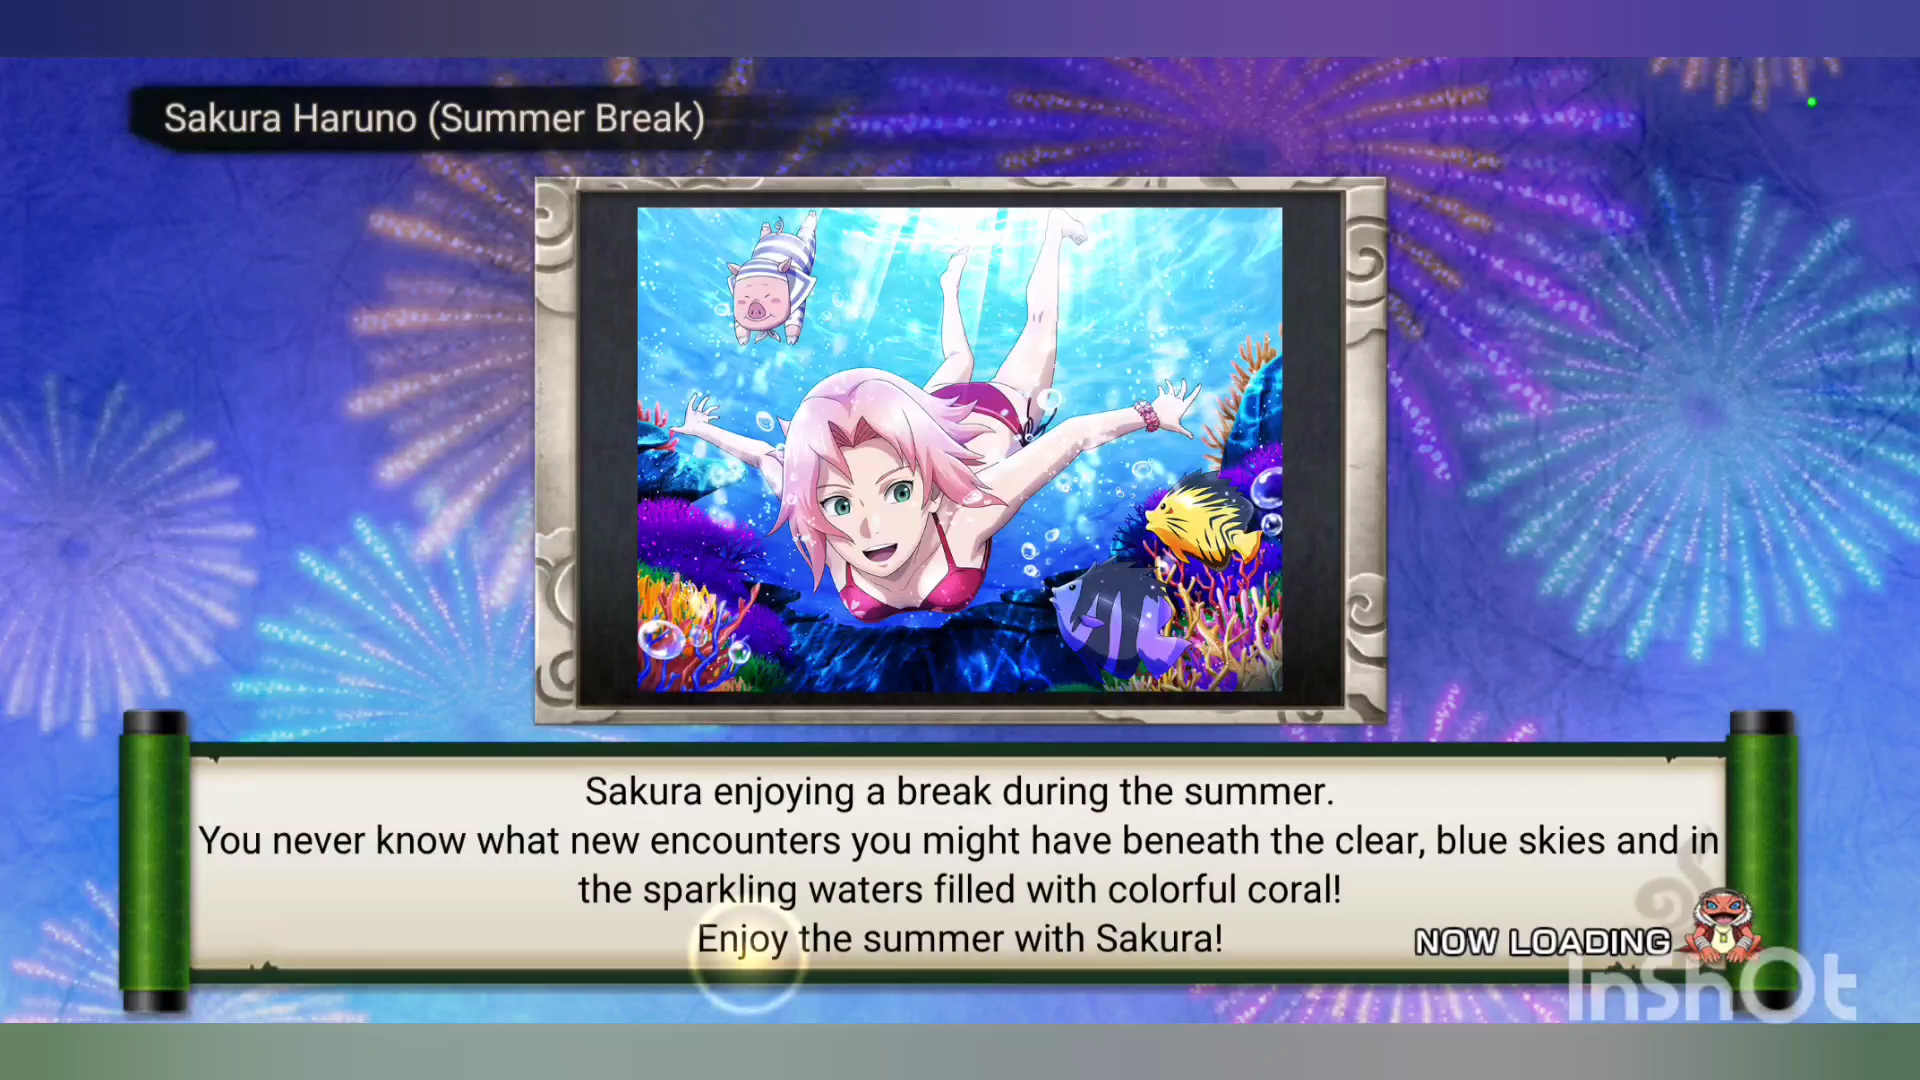 Sakura Haruno (Summer Break)
Sakura enjoying a break during the summer.
You never know what new encounters you might have beneath the clear, blue skies and in
the sparkling waters filled with colorful coral!
Enjoy the summer with Sakura!
NOW LOADING
InShOt